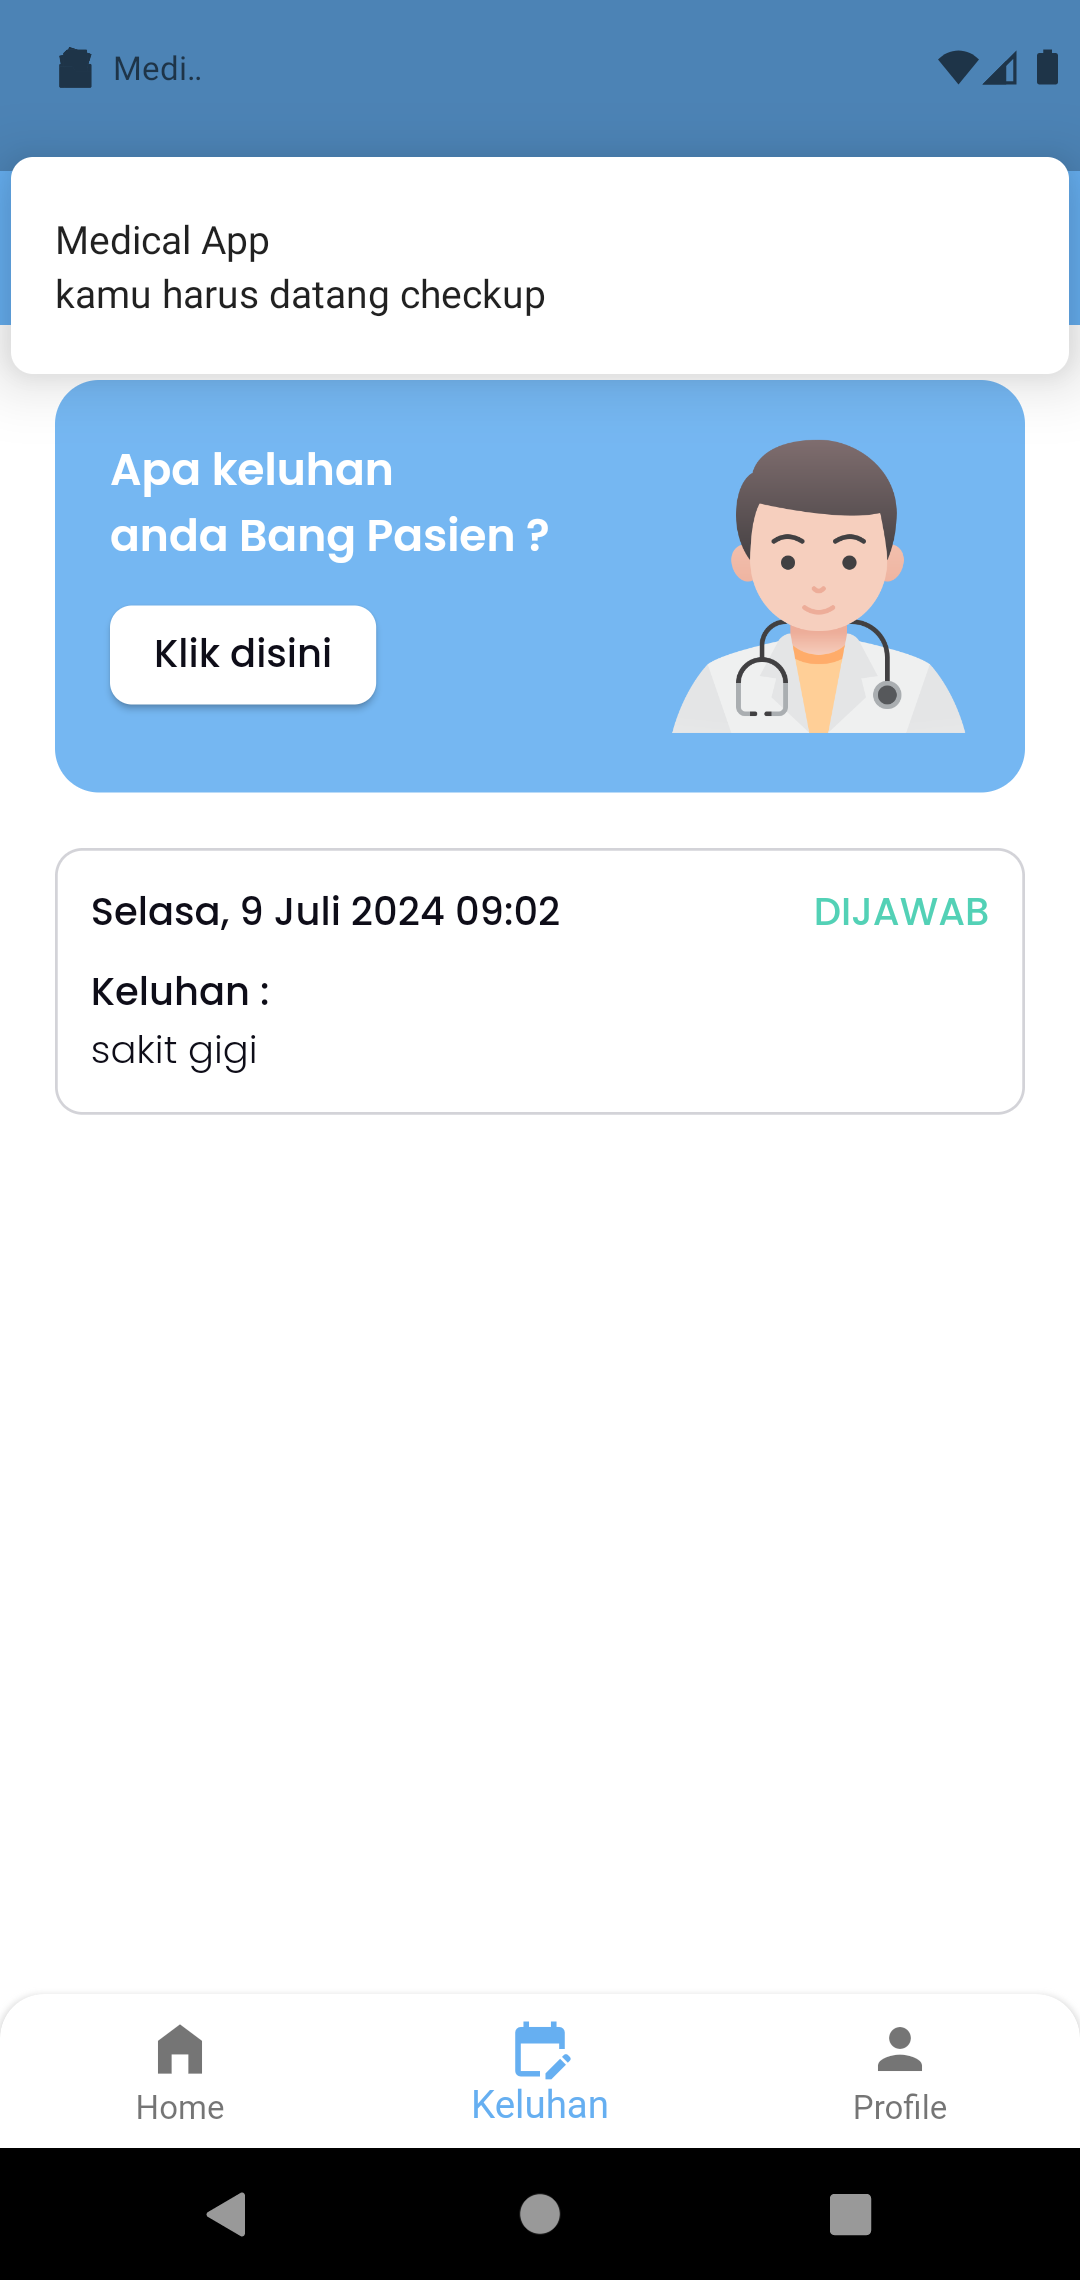 Medi..
Medical App
kamu harus datang checkup
Apa keluhan
anda Bang Pasien ?
Klik disini
Selasa, 9 Juli 2024 09:02
DIJAWAB
Keluhan :
sakit gigi
Home
Keluhan
Profile